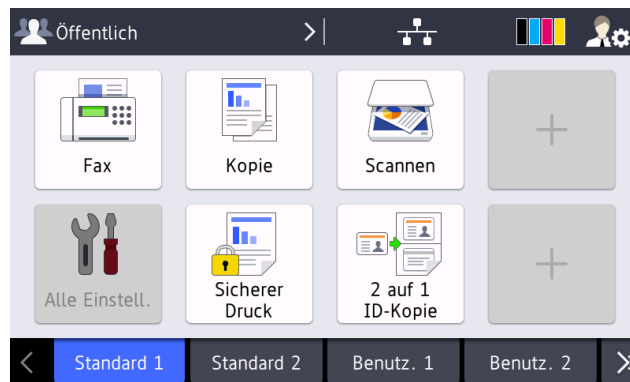 Öffentlich
Fax
Kopie
Scannen
Alle Einstell.
Sicherer
Druck
2 auf 1
ID-Kopie
Standard 1
Standard 2
Benutz. 1
Benutz. 2